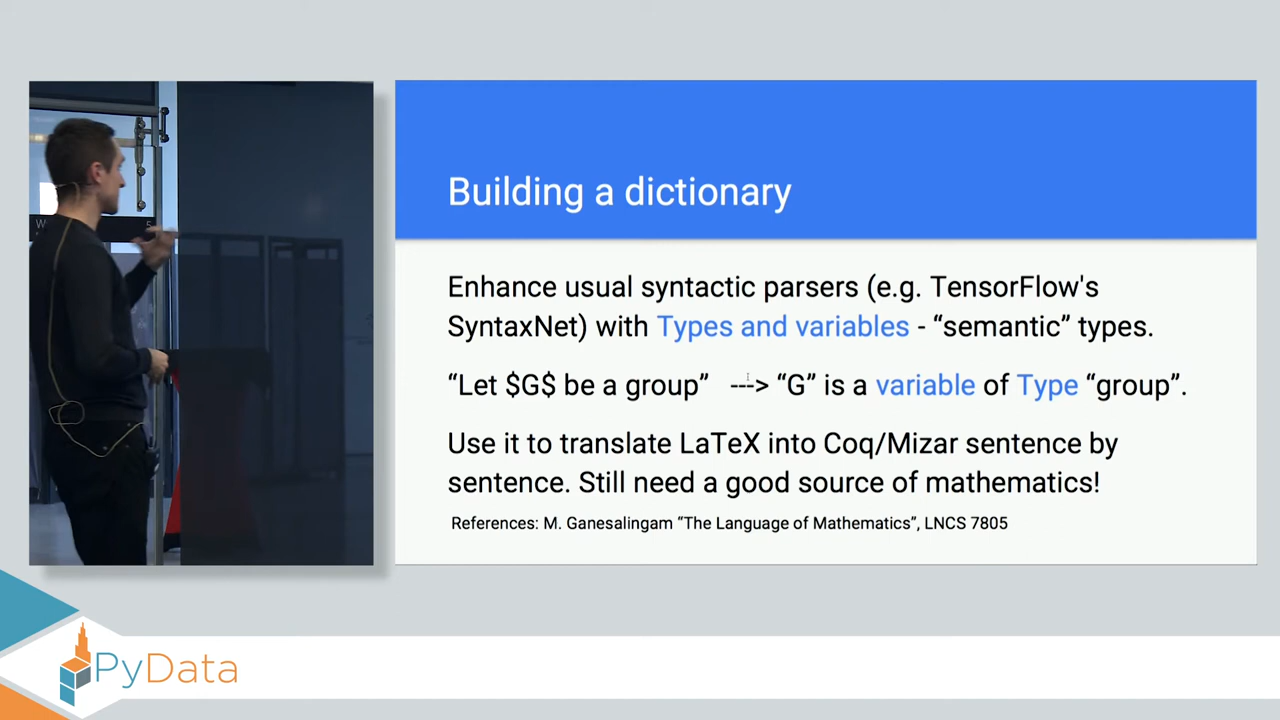 Building a dictionary
Enhance usual syntactic parsers (e.g. TensorFlow's
SyntaxNet) with Types and variables - “semantic” types.
“Let $G$ be a group” ---> “G” is a variable of Type “group”.
Use it to translate LaTeX into Coq/Mizar sentence by
sentence. Still need a good source of mathematics!
References: M. Ganesalingam “The Language of Mathematics”, LNCS 7805
PyData